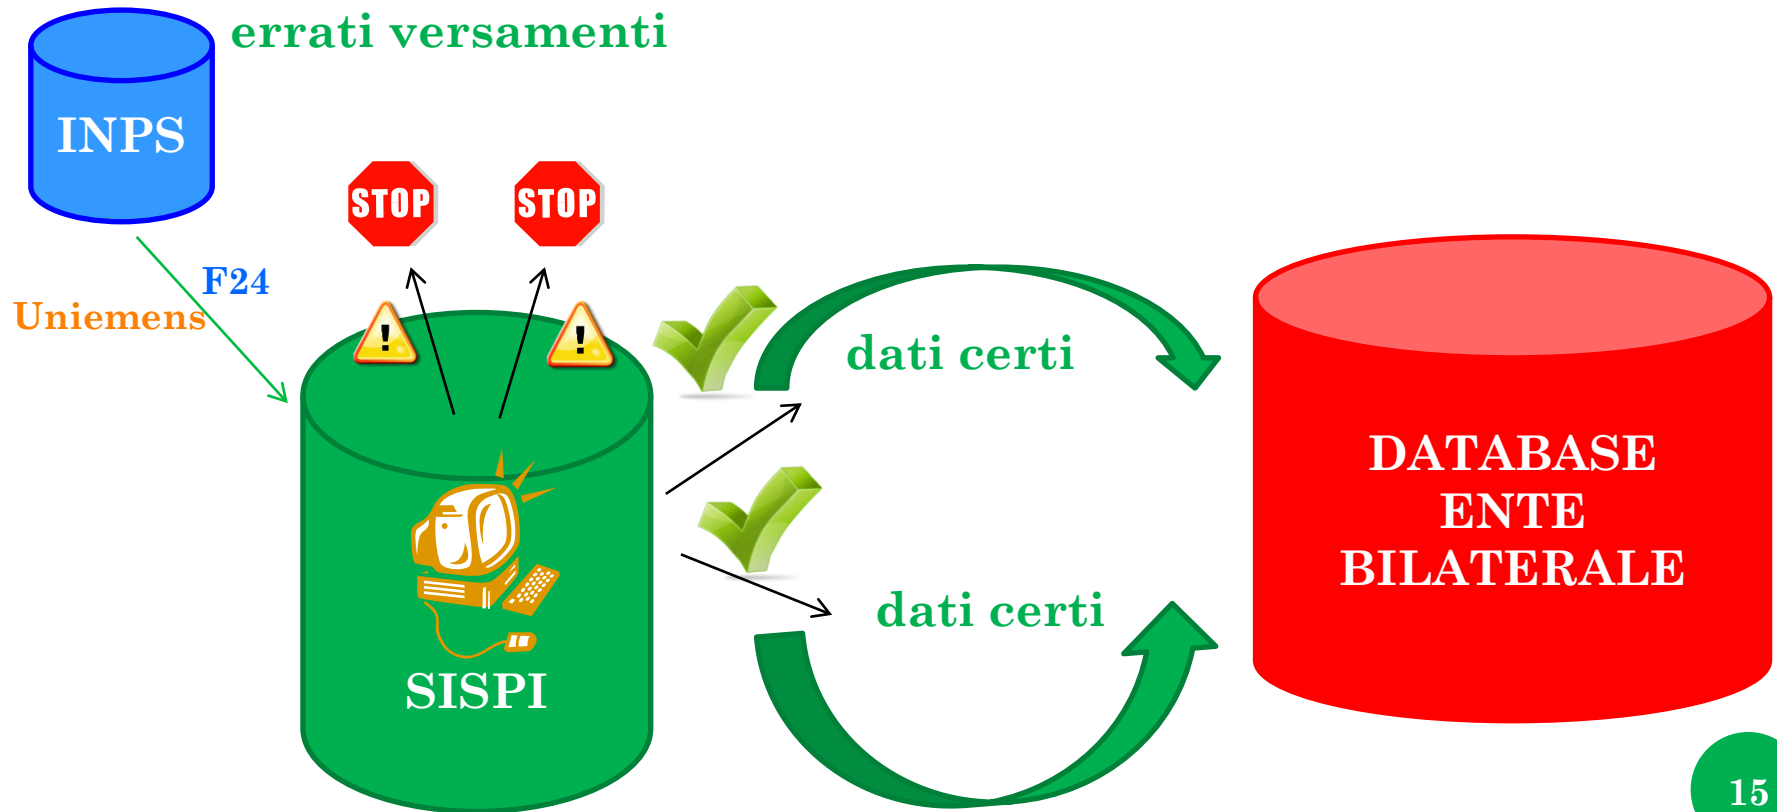 errati versamenti
INPS
STOP
STOP
F24
Uniemens
!
!
dati certi
DATABASE
ENTE
BILATERALE
dati certi
SISPI
15